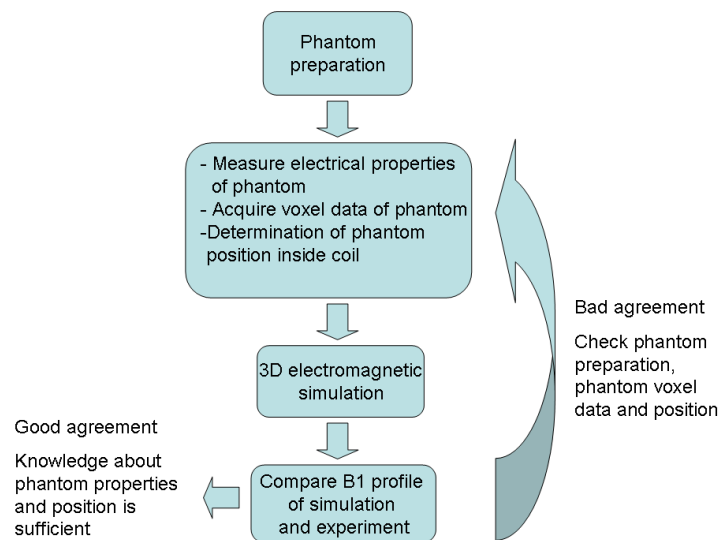 Phantom
preparation
- Measure electrical properties
of phantom
- Acquire voxel data of phantom
-Determination of phantom
position inside coil
3D electromagnetic
simulation
Compare B1 profile
of simulation
and experiment
Good agreement
Knowledge about
phantom properties
and position is
sufficient
Bad agreement
Check phantom
preparation,
phantom voxel
data and position